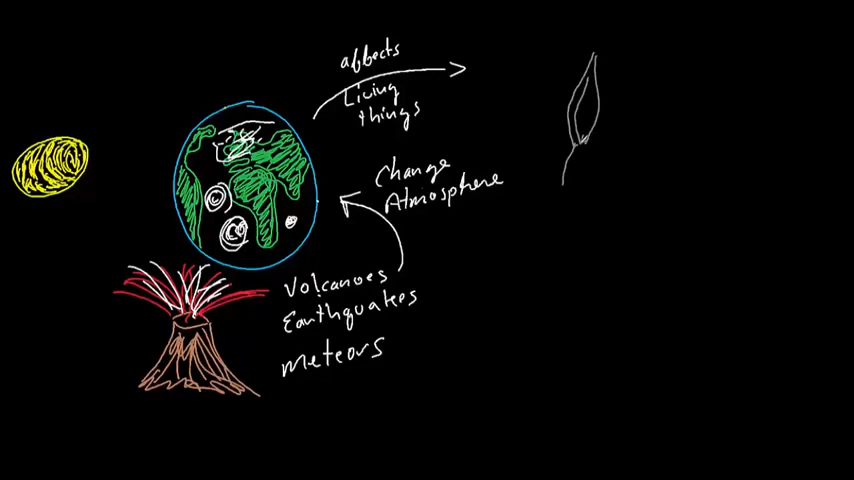 affects
Living
things
Change
Atmosphere
Volcanoes
Earthquakes
meteors